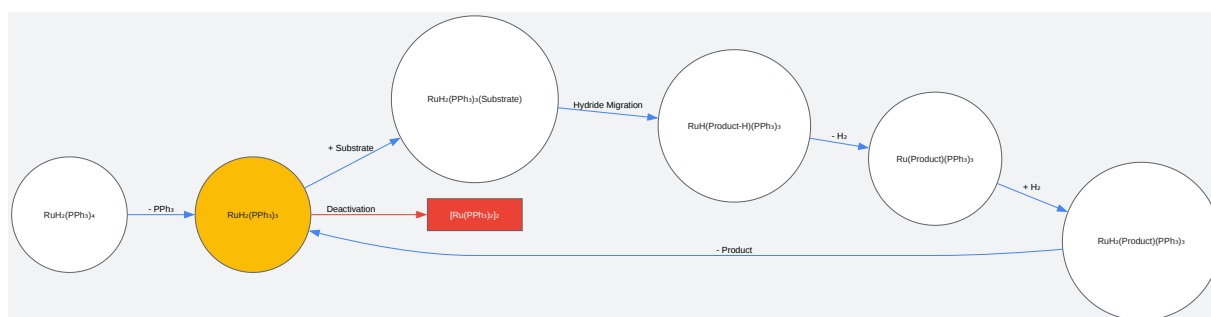 RuH₂(PPh₃)₄
- PPh₃
RuH₂(PPh₃)₃
+ Substrate
RuH₂(PPh₃)₃(Substrate)
Hydride Migration
RuH(Product-H)(PPh₃)₃
- H₂
Ru(Product)(PPh₃)₃
+ H₂
RuH₂(Product)(PPh₃)₃
Deactivation
[Ru(PPh₃)₂]₂
- Product